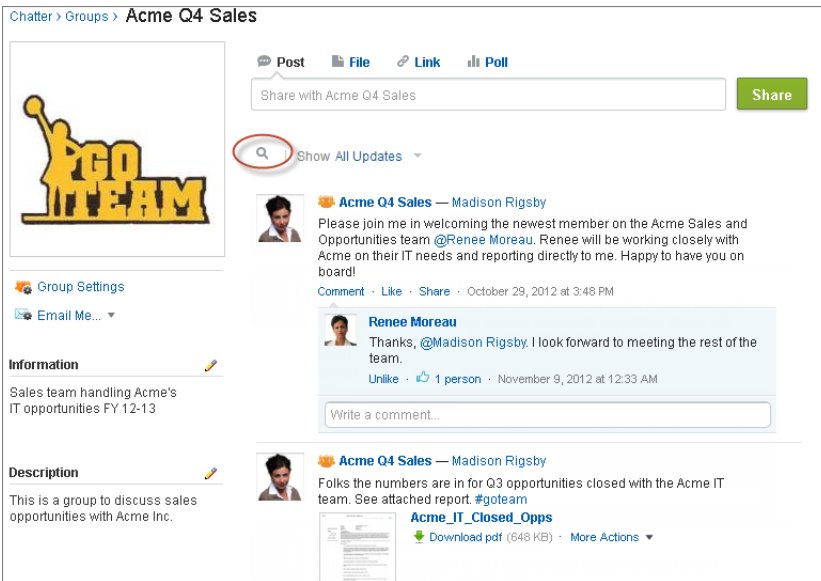 Chatter › Groups › Acme Q4 Sales
GO
TEAM
Group Settings
Email Me...
Information
Sales team handling Acme's
IT opportunities FY 12-13
Description
This is a group to discuss sales
opportunities with Acme Inc.
Post File Link Poll
Share with Acme Q4 Sales
Share
Show All Updates
Acme Q4 Sales — Madison Rigsby
Please join me in welcoming the newest member on the Acme Sales and
Opportunities team @Renee Moreau. Renee will be working closely with
Acme on their IT needs and reporting directly to me. Happy to have you on
board!
Comment · Like · Share · October 29, 2012 at 3:48 PM
Renee Moreau
Thanks, @Madison Rigsby. I look forward to meeting the rest of the
team.
Unlike · 1 person · November 9, 2012 at 12:33 AM
Write a comment...
Acme Q4 Sales — Madison Rigsby
Folks the numbers are in for Q3 opportunities closed with the Acme IT
team. See attached report. #goteam
Acme_IT_Closed_Opps
Download pdf (648 KB) · More Actions